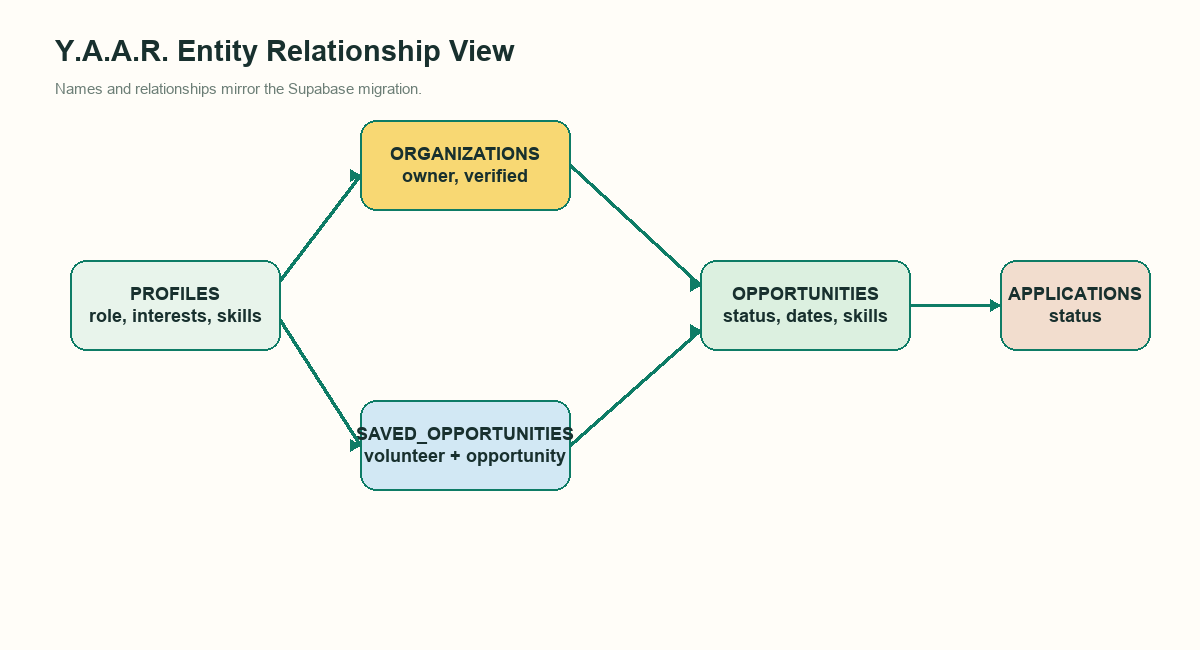 Y.A.A.R. Entity Relationship View
Names and relationships mirror the Supabase migration.
ORGANIZATIONS
owner, verified
PROFILES
role, interests, skills
OPPORTUNITIES
status, dates, skills
APPLICATIONS
status
SAVED_OPPORTUNITIES
volunteer + opportunity